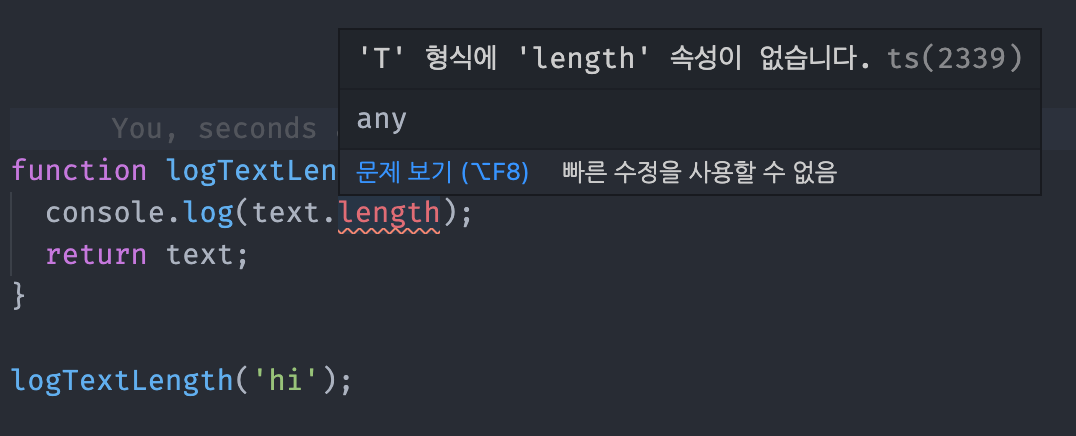 'T' 형식에 'length' 속성이 없습니다. ts(2339)
any
문제 보기 (⌥F8) 빠른 수정을 사용할 수 없음
You, seconds
function logTextLen
console.log(text.length);
return text;
}
logTextLength('hi');